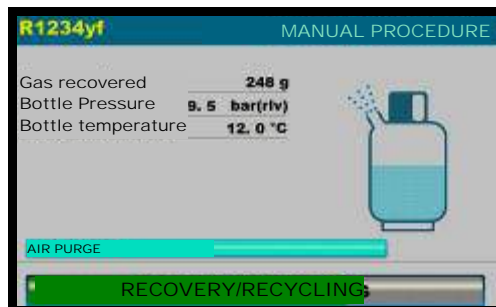 R1234yf MANUAL PROCEDURE
Gas recovered 248 g
Bottle Pressure 9.5 bar(rlv)
Bottle temperature 12.0 °C
AIR PURGE
RECOVERY/RECYCLING